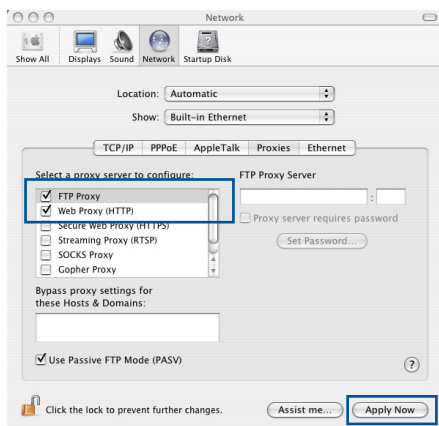 Network
Show All Displays Sound Network Startup Disk
Location: Automatic
Show: Built-in Ethernet
TCP/IP PPPoE AppleTalk Proxies Ethernet
Select a proxy server to configure:
FTP Proxy
Web Proxy (HTTP)
Secure Web Proxy (HTTPS)
Streaming Proxy (RTSP)
SOCKS Proxy
Gopher Proxy
FTP Proxy Server
:
Proxy server requires password
Set Password...
Bypass proxy settings for
these Hosts & Domains:
Use Passive FTP Mode (PASV)
?
Click the lock to prevent further changes.
Assist me...
Apply Now